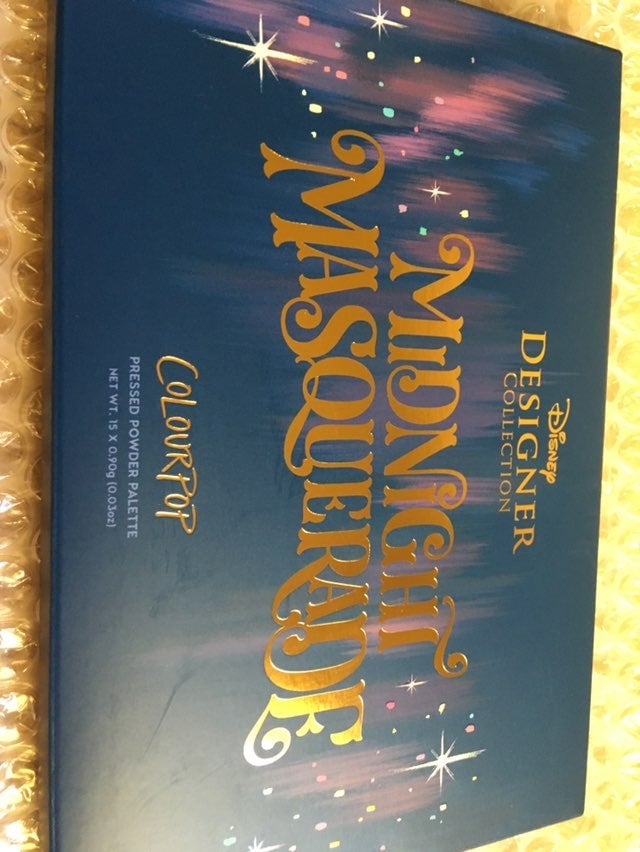 Disney
DESIGNER
COLLECTION
MIDNIGHT
MASQUERADE
COLOURPOP
PRESSED POWDER PALETTE
NET WT. 15 X 0.90g (0.03oz)